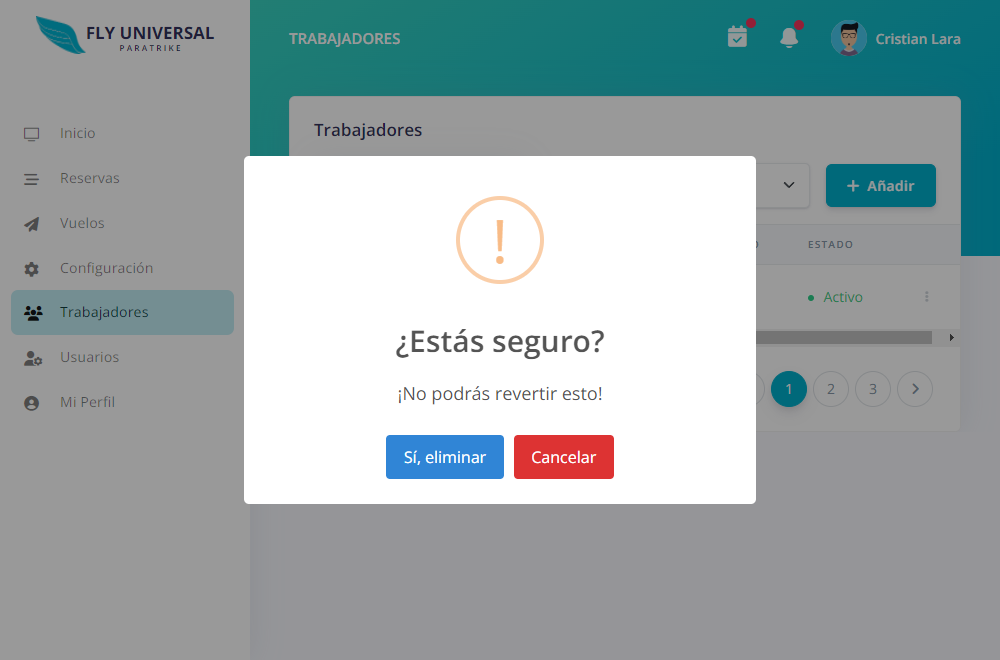 FLY UNIVERSAL
PARATRIKE
TRABAJADORES
Cristian Lara
Inicio
Reservas
Vuelos
Configuración
Trabajadores
Usuarios
Mi Perfil
Trabajadores
+ Añadir
ESTADO
Activo
1 2 3
¿Estás seguro?
¡No podrás revertir esto!
Sí, eliminar
Cancelar